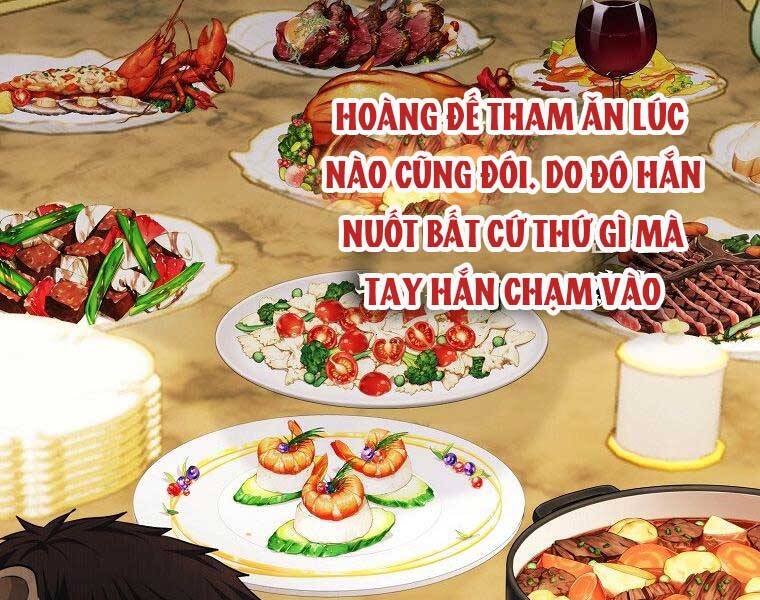 HOÀNG ĐẾ THAM ĂN LÚC
NÀO CŨNG ĐÓI. DO ĐÓ HẮN
NUỐT BẤT CỨ THỨ GÌ MÀ
TAY HẮN CHẠM VÀO